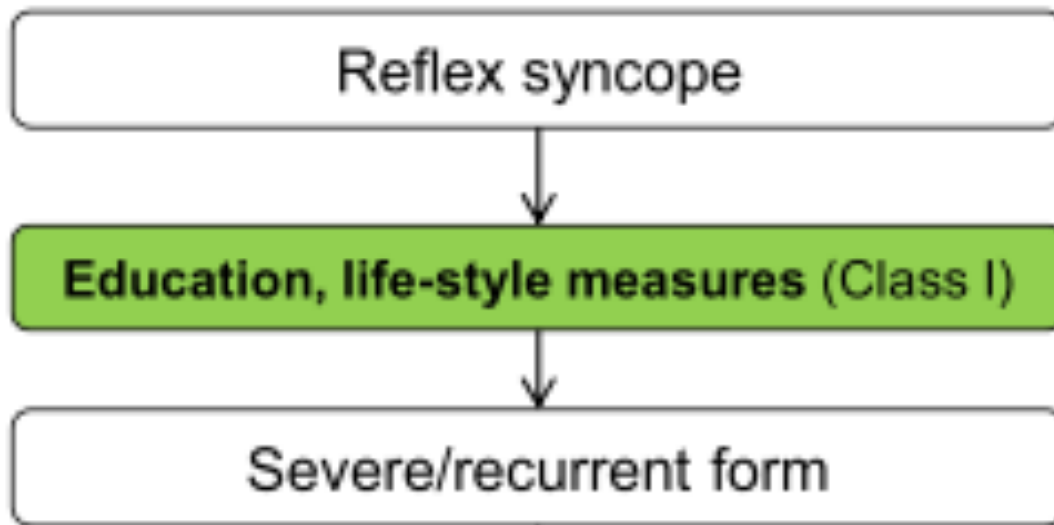 Reflex syncope
Education, life-style measures (Class I)
Severe/recurrent form